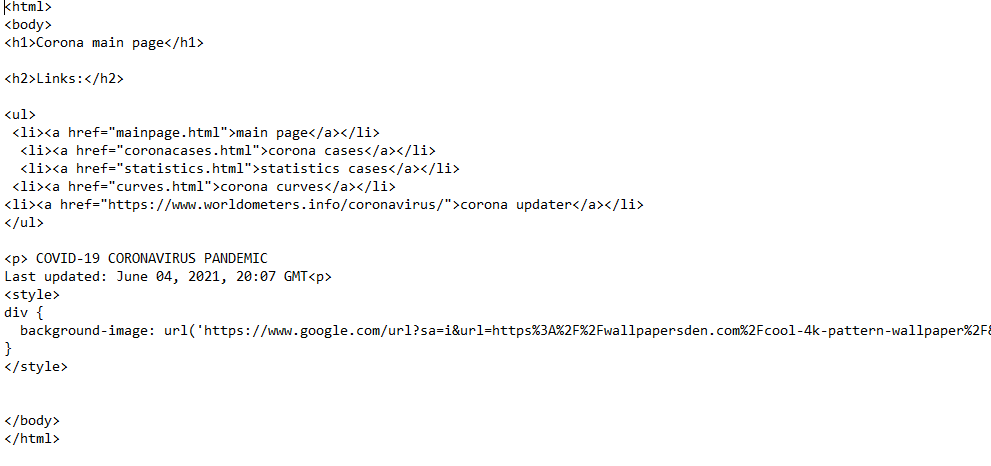 <html>
<body>
<h1>Corona main page</h1>
<h2>Links:</h2>
<ul>
<li><a href="mainpage.html">main page</a></li>
<li><a href="coronacases.html">corona cases</a></li>
<li><a href="statistics.html">statistics cases</a></li>
<li><a href="curves.html">corona curves</a></li>
<li><a href="https://www.worldometers.info/coronavirus/">corona updater</a></li>
</ul>
<p> COVID-19 CORONAVIRUS PANDEMIC
Last updated: June 04, 2021, 20:07 GMT<p>
<style>
div {
background-image: url('https://www.google.com/url?sa=i&url=https%3A%2F%2Fwallpapersden.com%2Fcool-4k-pattern-wallpaper%2F&
}
</style>
</body>
</html>